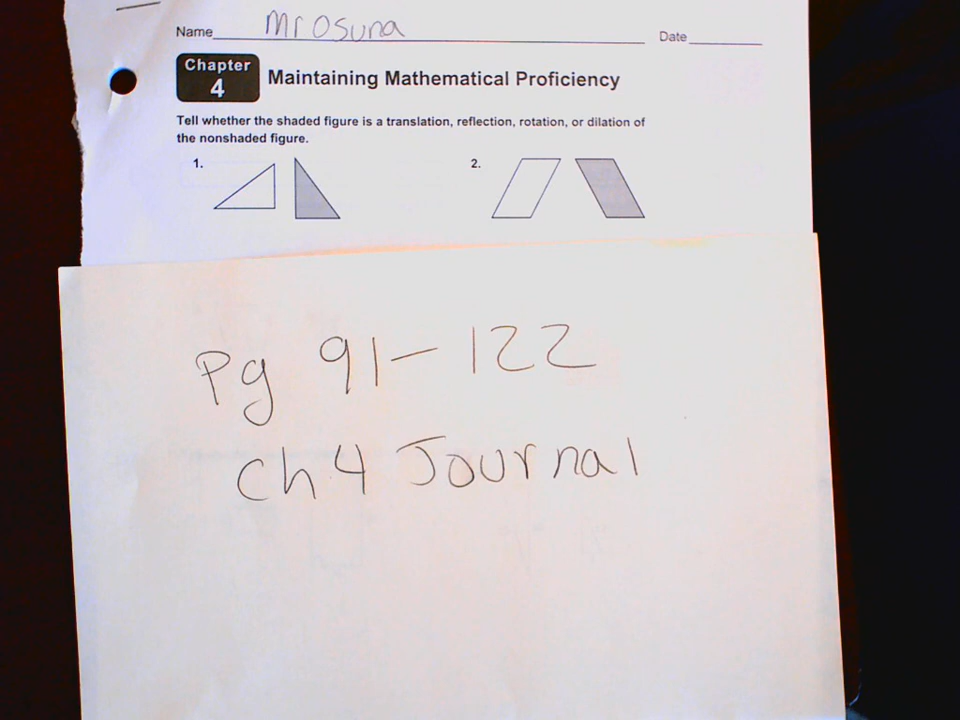 Name Mr Osuna Date
Chapter 4 Maintaining Mathematical Proficiency
Tell whether the shaded figure is a translation, reflection, rotation, or dilation of
the nonshaded figure.
1. 2.
Pg 91-122
Ch 4 Journal